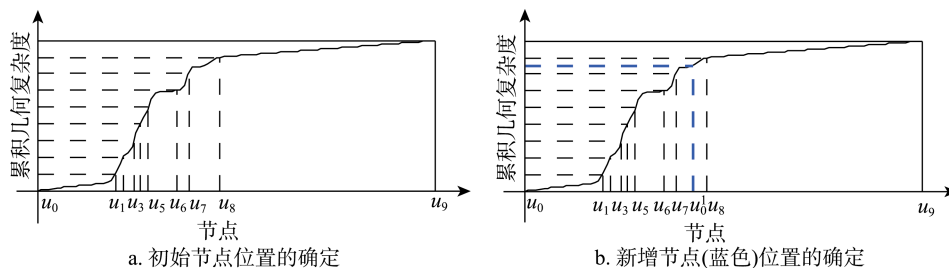 累积几何复杂度
u0 u1 u3 u5 u6 u7 u8 u9
节点
a. 初始节点位置的确定
累积几何复杂度
u0 u1 u3 u5 u6 u7 u0^1 u8 u9
节点
b. 新增节点(蓝色)位置的确定